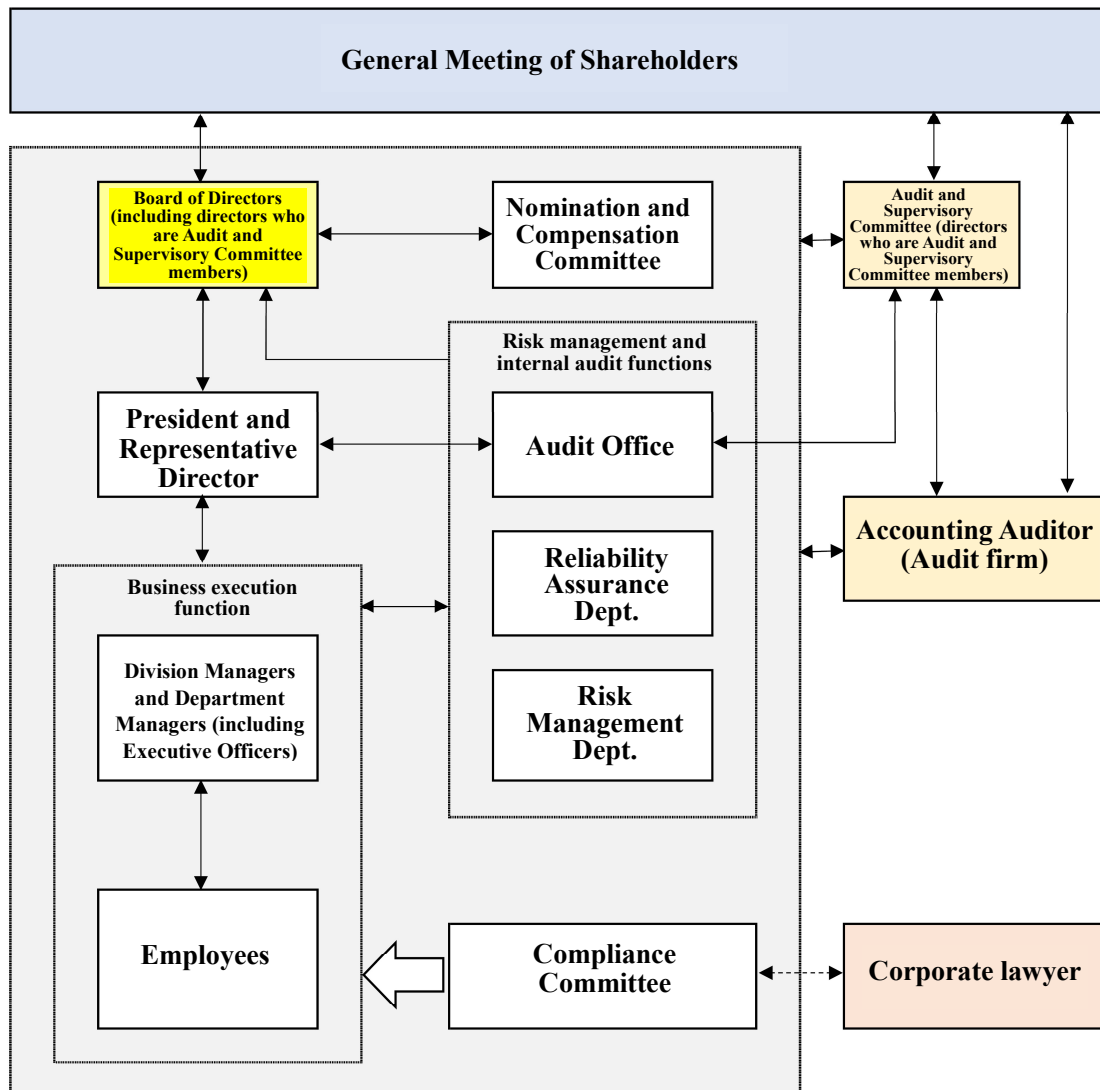 General Meeting of Shareholders
Board of Directors
(including directors who
are Audit and
Supervisory Committee
members)
Nomination and
Compensation
Committee
Audit and
Supervisory
Committee (directors
who are Audit and
Supervisory
Committee members)
Risk management and
internal audit functions
President and
Representative
Director
Audit Office
Accounting Auditor
(Audit firm)
Reliability
Assurance
Dept.
Business execution
function
Division Managers
and Department
Managers (including
Executive Officers)
Risk
Management
Dept.
Employees
Compliance
Committee
Corporate lawyer